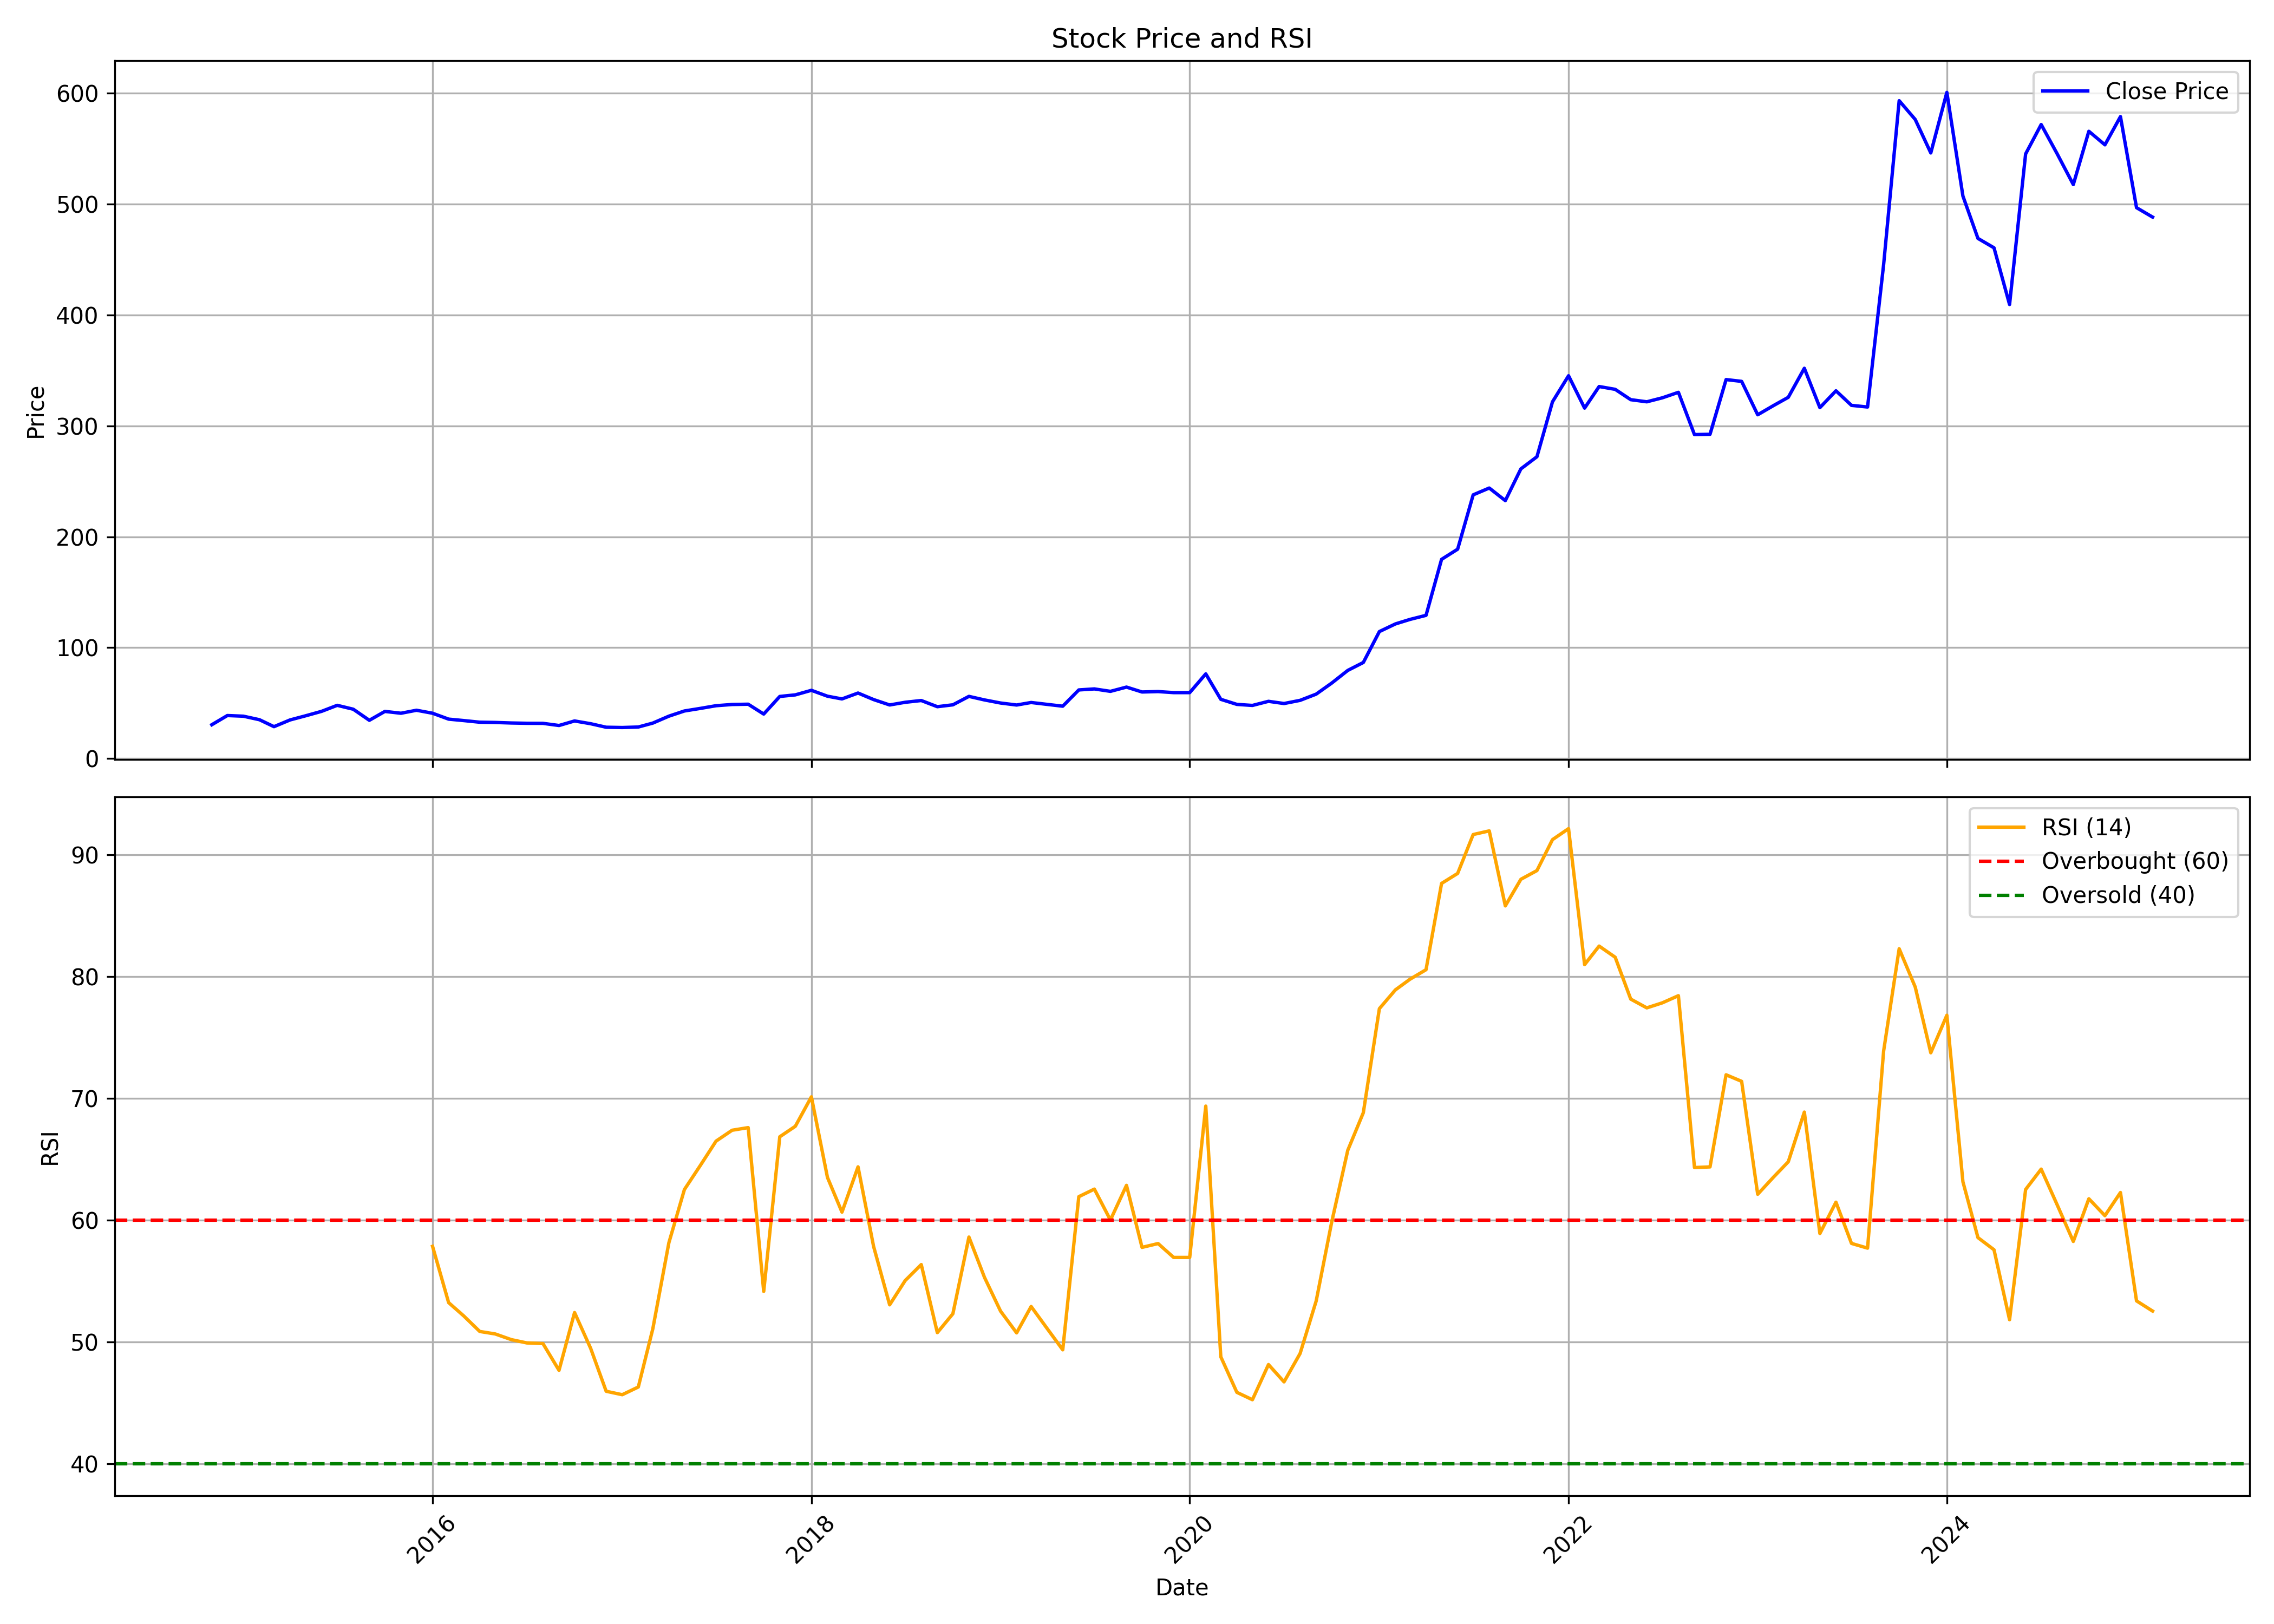 Stock Price and RSI
Close Price
600
500
400
300
200
100
0
Price
RSI (14)
Overbought (60)
Oversold (40)
90
80
70
60
50
40
RSI
2016
2018
2020
2022
2024
Date